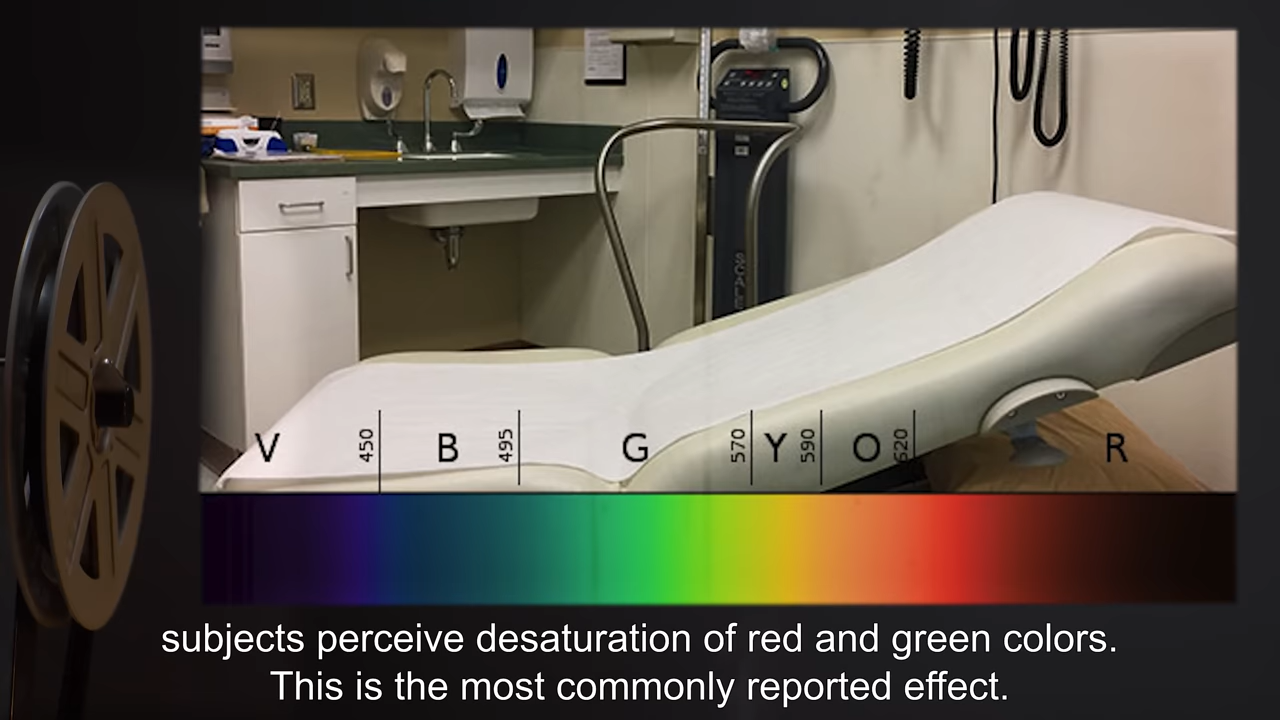 SCALE
V 450 B 495 G 570 Y 590 O 620 R
subjects perceive desaturation of red and green colors.
This is the most commonly reported effect.